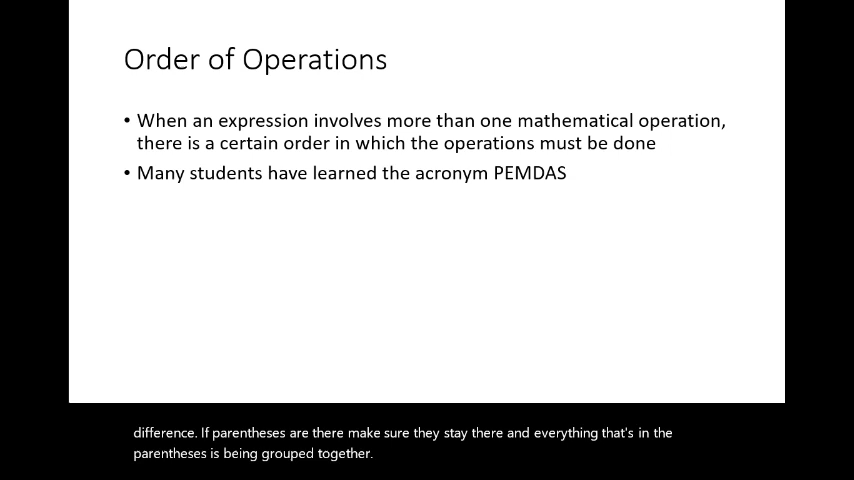 Order of Operations
• When an expression involves more than one mathematical operation,
there is a certain order in which the operations must be done
• Many students have learned the acronym PEMDAS
difference. If parentheses are there make sure they stay there and everything that's in the
parentheses is being grouped together.